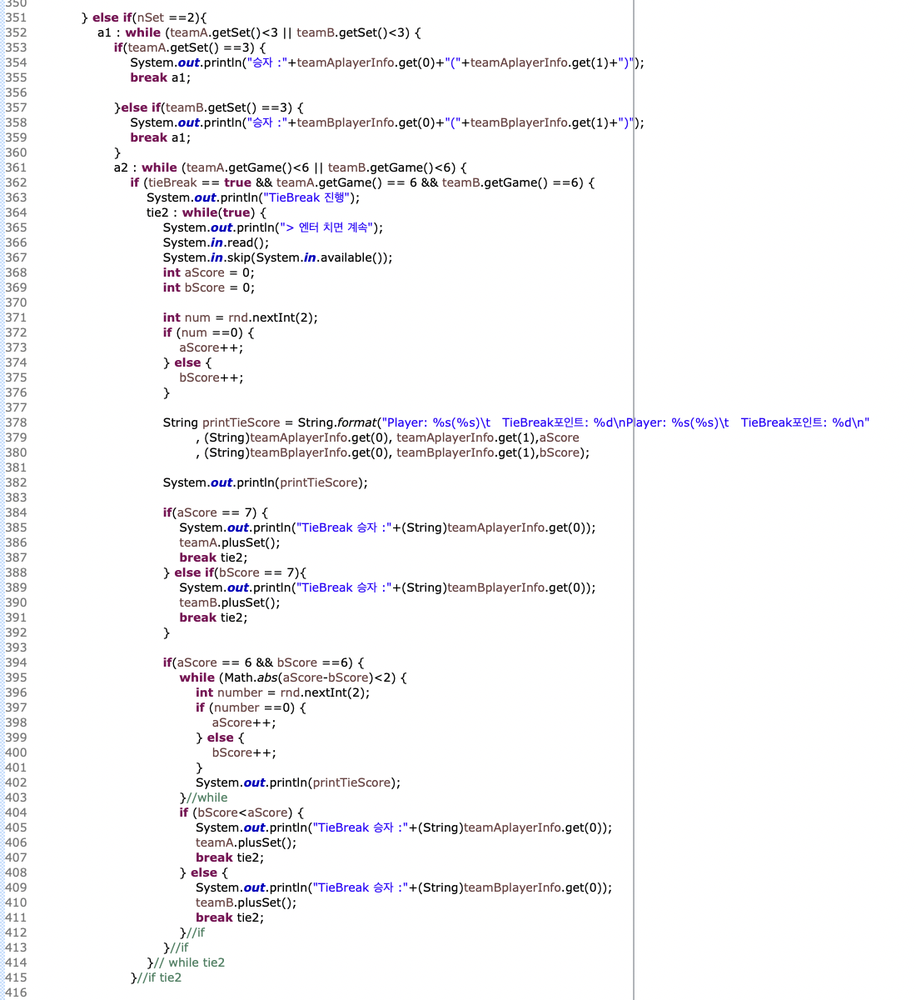 350
351 } else if(nSet ==2){
352 a1 : while (teamA.getSet()<3 || teamB.getSet()<3) {
353 if(teamA.getSet() ==3) {
354 System.out.println("승자 :"+teamAplayerInfo.get(0)+"("+teamAplayerInfo.get(1)+")");
355 break a1;
356
357 }else if(teamB.getSet() ==3) {
358 System.out.println("승자 :"+teamBplayerInfo.get(0)+"("+teamBplayerInfo.get(1)+")");
359 break a1;
360 }
361 a2 : while (teamA.getGame()<6 || teamB.getGame()<6) {
362 if (tieBreak == true && teamA.getGame() == 6 && teamB.getGame() ==6) {
363 System.out.println("TieBreak 진행");
364 tie2 : while(true) {
365 System.out.println("> 엔터 치면 계속");
366 System.in.read();
367 System.in.skip(System.in.available());
368 int aScore = 0;
369 int bScore = 0;
370
371 int num = rnd.nextInt(2);
372 if (num ==0) {
373 aScore++;
374 } else {
375 bScore++;
376 }
377
378 String printTieScore = String.format("Player: %s(%s)\t   TieBreak포인트: %d\nPlayer: %s(%s)\t   TieBreak포인트: %d\n"
379 , (String)teamAplayerInfo.get(0), teamAplayerInfo.get(1),aScore
380 , (String)teamBplayerInfo.get(0), teamBplayerInfo.get(1),bScore);
381
382 System.out.println(printTieScore);
383
384 if(aScore == 7) {
385 System.out.println("TieBreak 승자 :"+(String)teamAplayerInfo.get(0));
386 teamA.plusSet();
387 break tie2;
388 } else if(bScore == 7){
389 System.out.println("TieBreak 승자 :"+(String)teamBplayerInfo.get(0));
390 teamB.plusSet();
391 break tie2;
392 }
393
394 if(aScore == 6 && bScore ==6) {
395 while (Math.abs(aScore-bScore)<2) {
396 int number = rnd.nextInt(2);
397 if (number ==0) {
398 aScore++;
399 } else {
400 bScore++;
401 }
402 System.out.println(printTieScore);
403 }//while
404 if (bScore<aScore) {
405 System.out.println("TieBreak 승자 :"+(String)teamAplayerInfo.get(0));
406 teamA.plusSet();
407 break tie2;
408 } else {
409 System.out.println("TieBreak 승자 :"+(String)teamBplayerInfo.get(0));
410 teamB.plusSet();
411 break tie2;
412 }//if
413 }//if
414 }// while tie2
415 }//if tie2
416